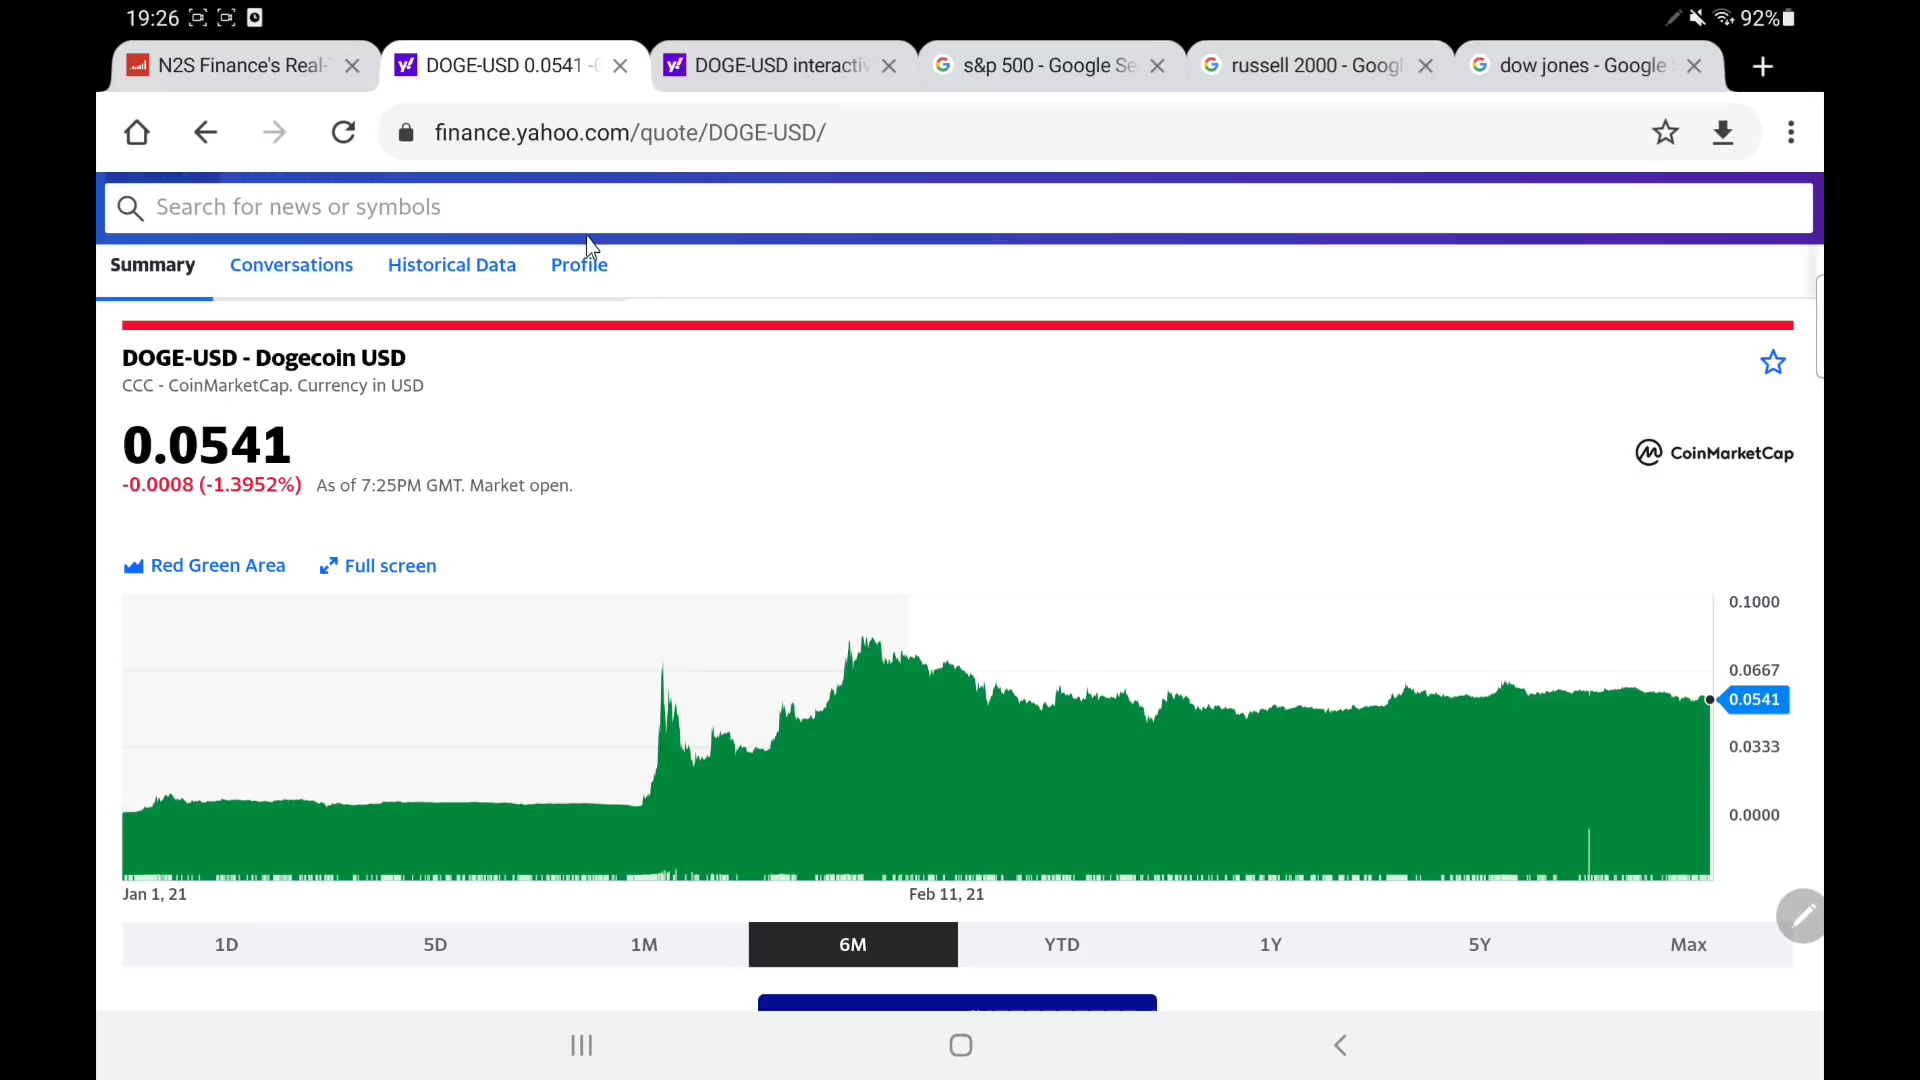 19:26
92%
N2S Finance's Real-
DOGE-USD 0.0541 -
DOGE-USD interactiv
s&p 500 - Google Se
russell 2000 - Googl
dow jones - Google
finance.yahoo.com/quote/DOGE-USD/
Search for news or symbols
Summary
Conversations
Historical Data
Profile
DOGE-USD - Dogecoin USD
CCC - CoinMarketCap. Currency in USD
0.0541
CoinMarketCap
-0.0008 (-1.3952%) As of 7:25PM GMT. Market open.
Red Green Area
Full screen
0.1000
0.0667
0.0541
0.0333
0.0000
Jan 1, 21
Feb 11, 21
1D
5D
1M
6M
YTD
1Y
5Y
Max